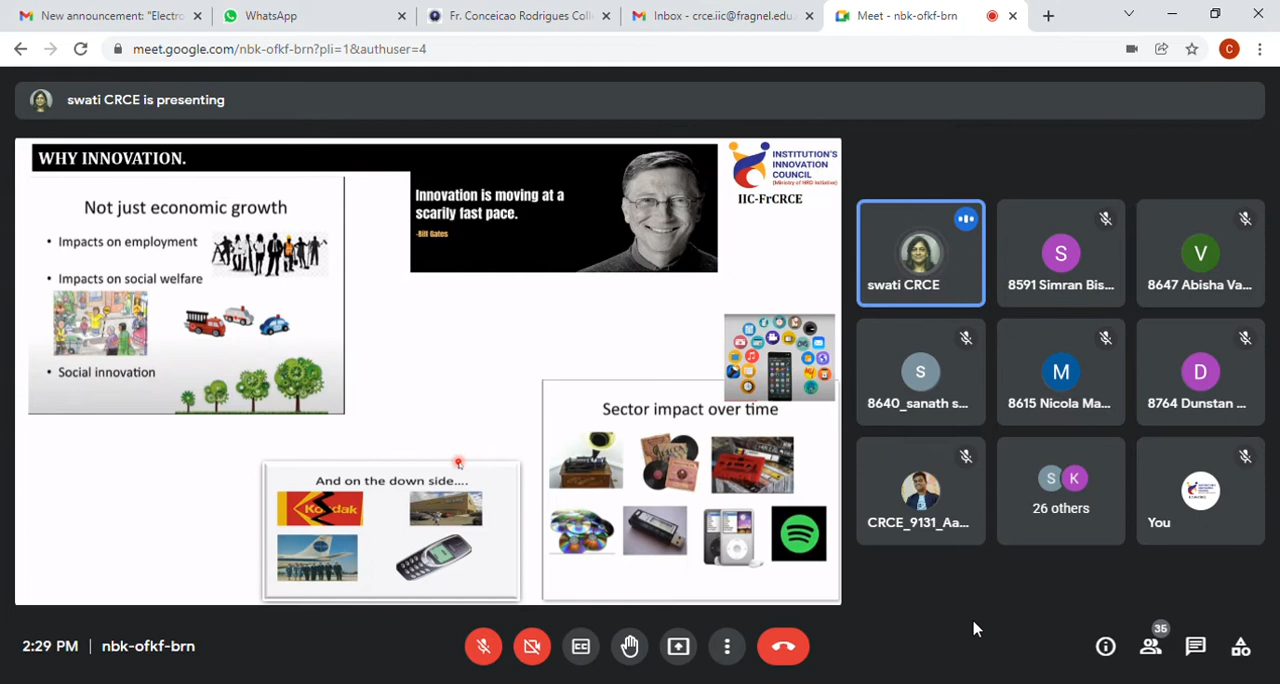 New announcement: "Electro
WhatsApp
Fr. Conceicao Rodrigues Coll
Inbox - crce.iic@fragnel.edu.
Meet - nbk-ofkf-brn
meet.google.com/nbk-ofkf-brn?pli=1&authuser=4
C
swati CRCE is presenting
WHY INNOVATION.
Not just economic growth
• Impacts on employment
• Impacts on social welfare
• Social innovation
Innovation is moving at a
scarily fast pace.
-Bill Gates
INSTITUTION'S
INNOVATION
COUNCIL
(Ministry of HRD Initiative)
IIC-FrCRCE
Sector impact over time
And on the down side....
Kodak
swati CRCE
S
8591 Simran Bis...
V
8647 Abisha Va...
S
8640_sanath s...
M
8615 Nicola Ma...
D
8764 Dunstan ...
CRCE_9131_Aa...
S K
26 others
You
2:29 PM | nbk-ofkf-brn
CC
35